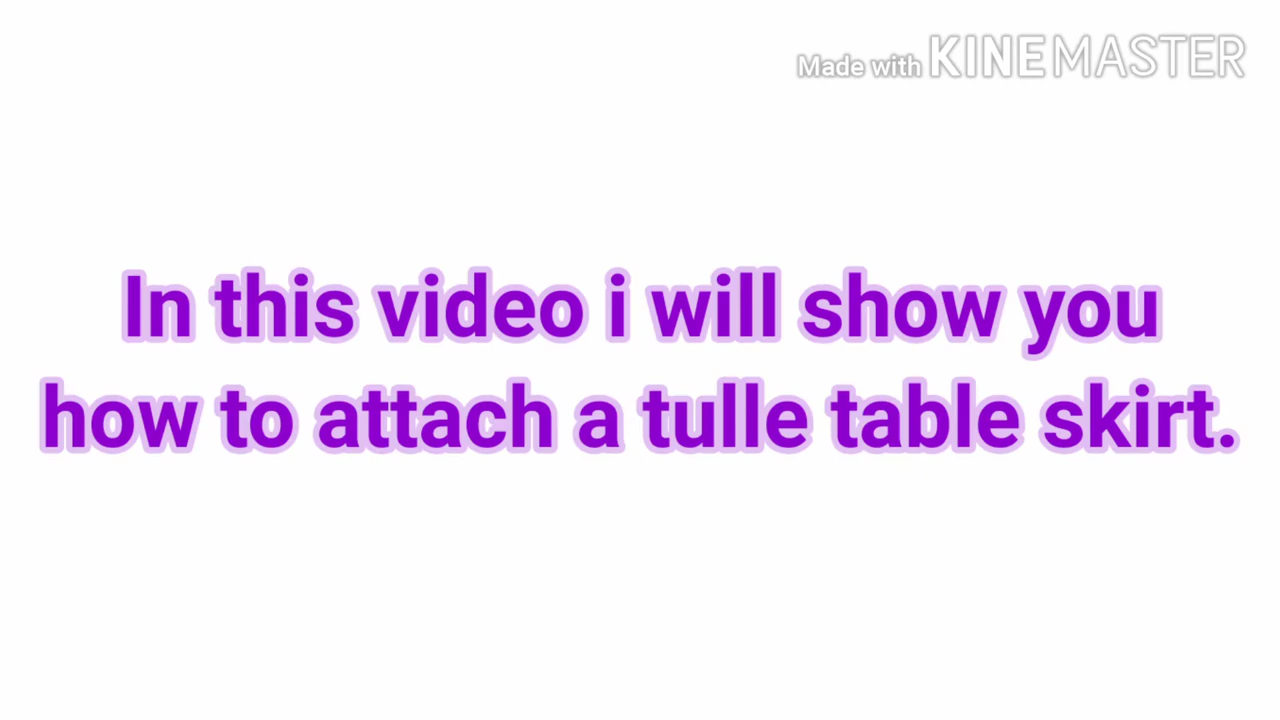 Made with KINEMASTER
In this video i will show you
how to attach a tulle table skirt.